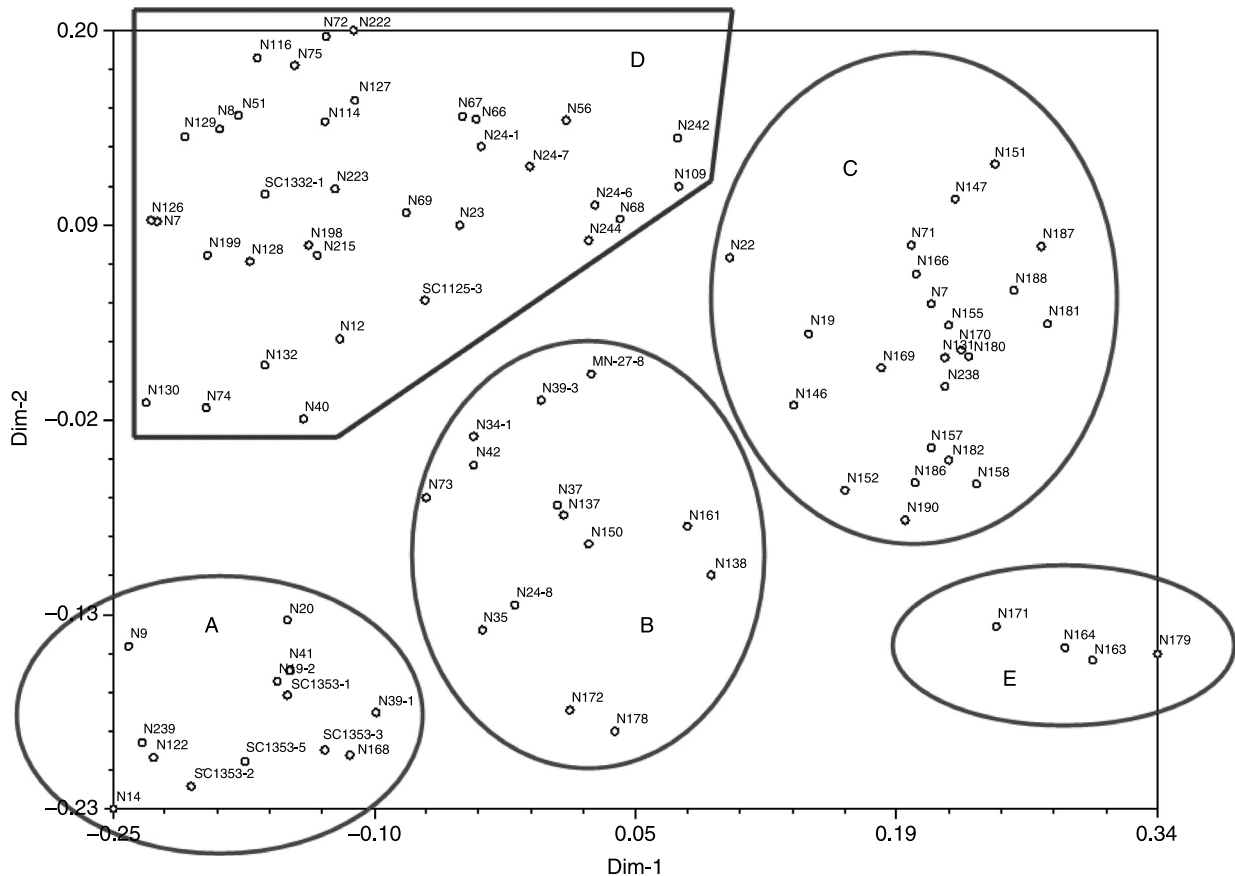 0.20
N72 N222
N116
N75
D
N127
N8 N51
N129
N114
N67
N66
N56
N24-1
N242
N24-7
N151
C
SC1332-1
N223
N109
N147
N126
N7
N69
N23
N24-6
N68
0.09
N199
N128
N198
N215
N244
N22
N71
N187
N166
SC1125-3
N7
N188
N12
N19
N155
N181
N170
N131 N180
N132
N169
N238
MN-27-8
N130
N74
N40
N39-3
N146
−0.02
Dim-2
N34-1
N42
N157
N182
N73
N37
N137
N152
N186
N158
N150
N161
N190
N138
N24-8
−0.13
N20
A
N35
B
N171
N9
N41
N19-2
SC1353-1
N164
N163
N179
E
N39-1
N172
N178
N239
N122
SC1353-5
SC1353-3
N168
SC1353-2
N14
−0.23
−0.25 −0.10 0.05 0.19 0.34
Dim-1